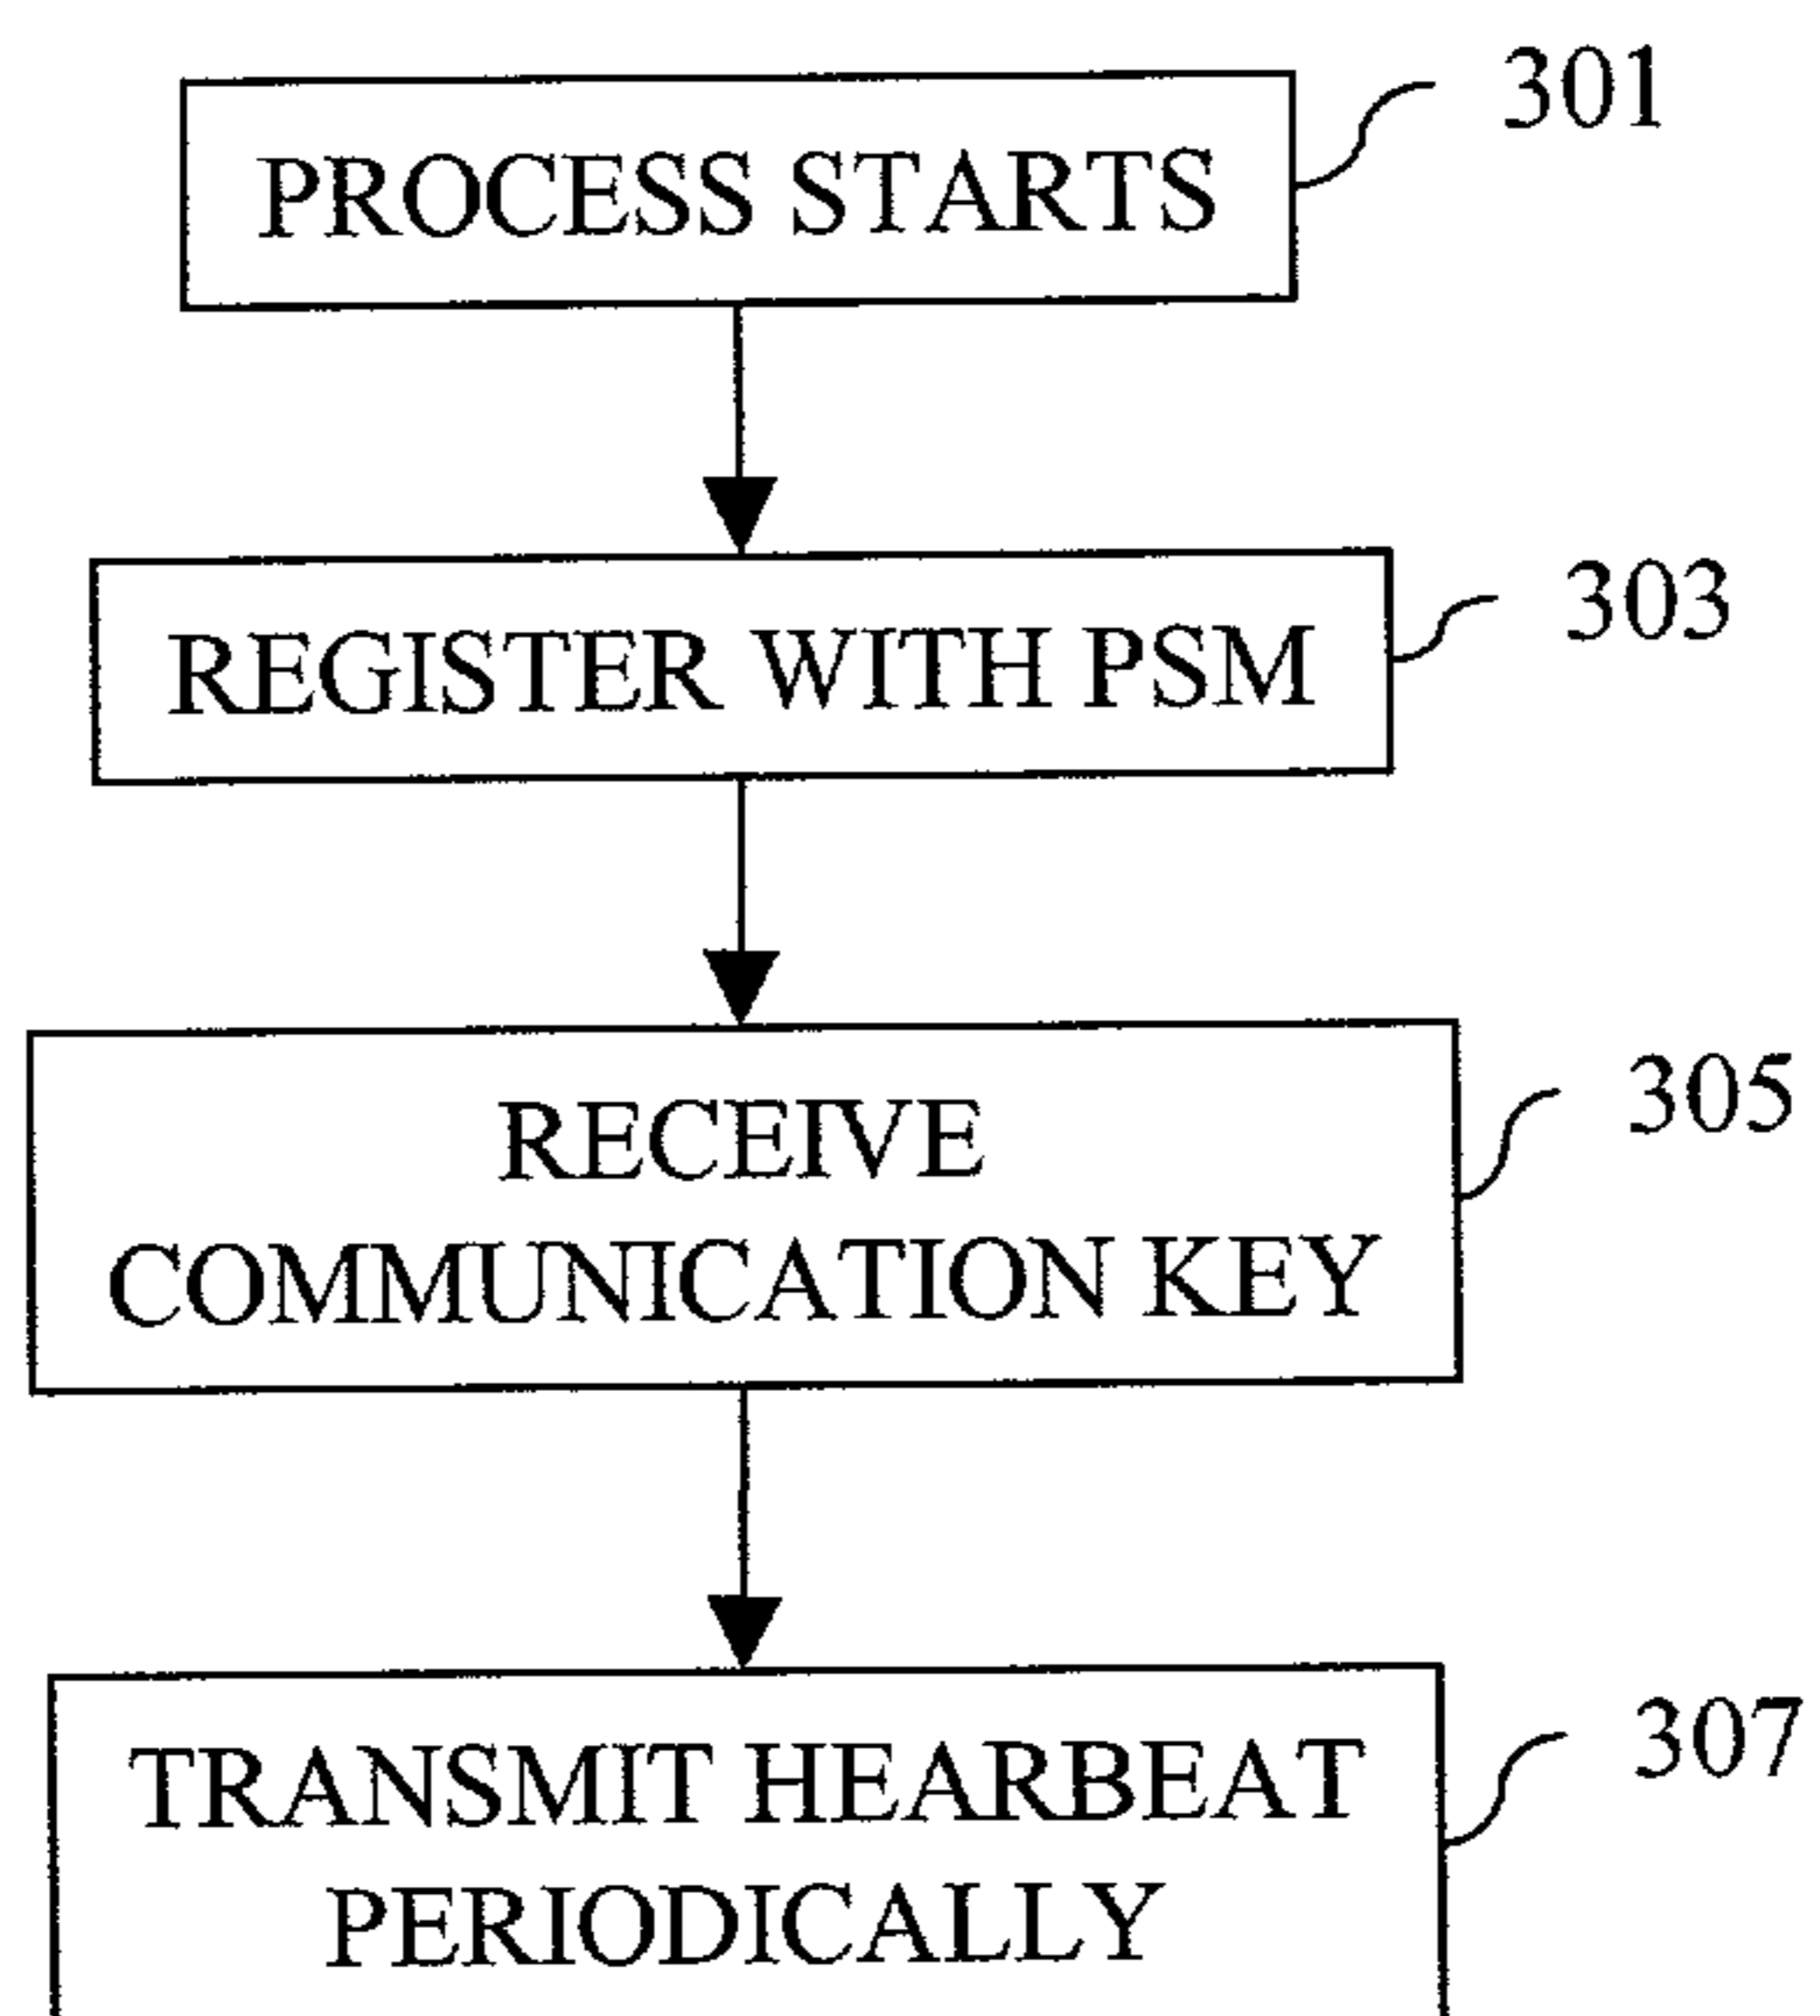 PROCESS STARTS
301
REGISTER WITH PSM
303
RECEIVE
COMMUNICATION KEY
305
TRANSMIT HEARBEAT
PERIODICALLY
307